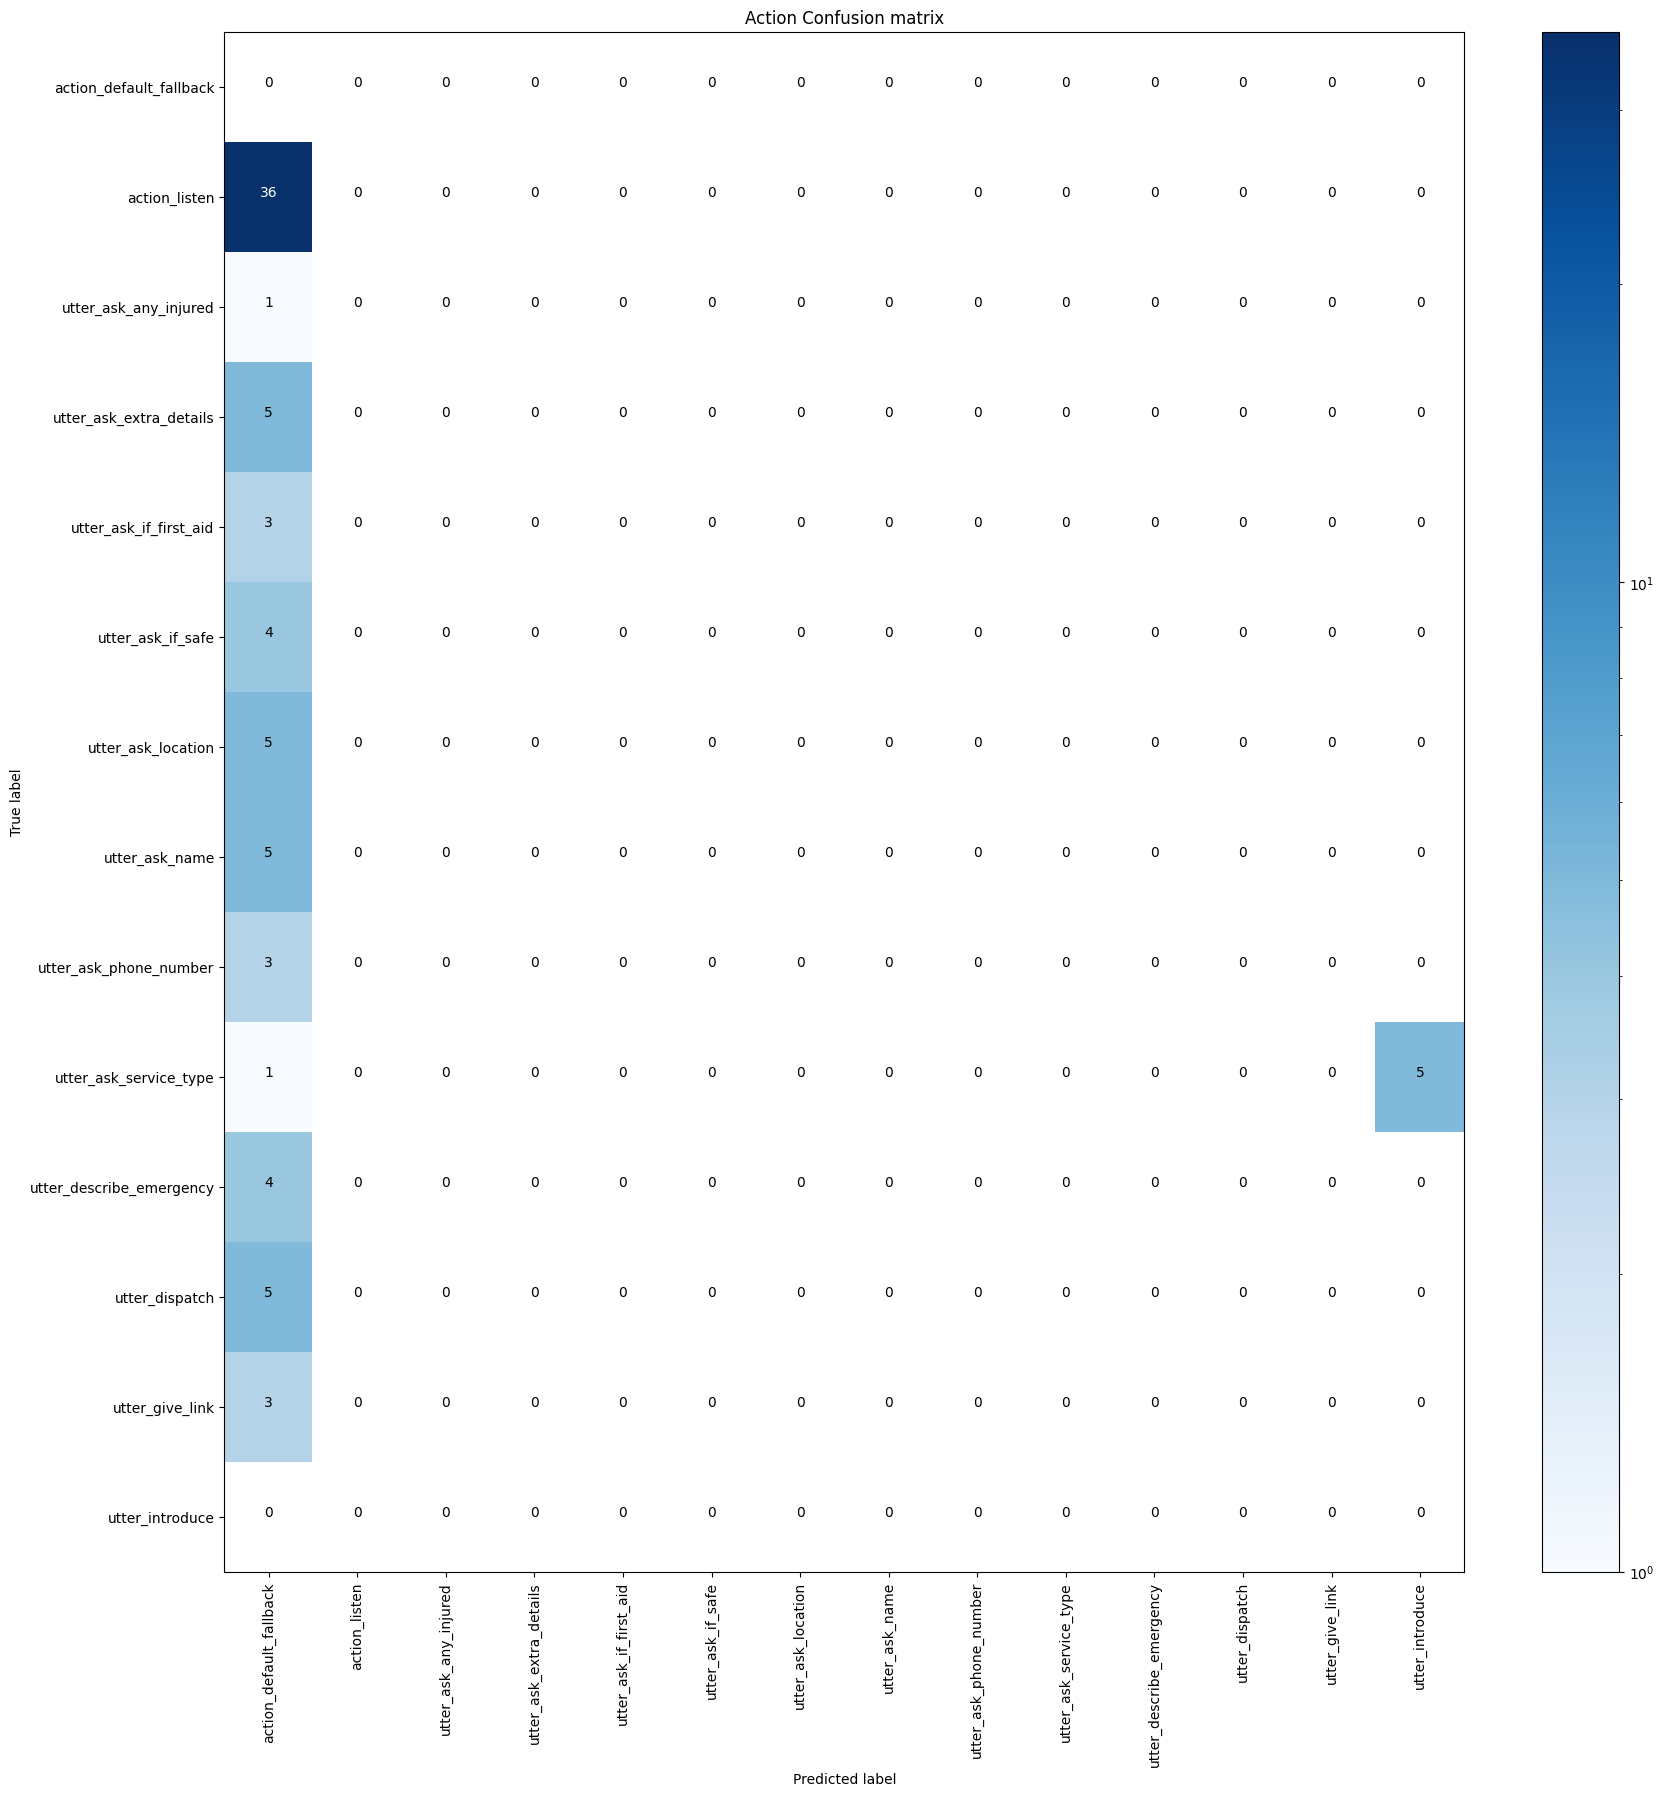 Action Confusion matrix
action_default_fallback 0 0 0 0 0 0 0 0 0 0 0 0 0 0
action_listen 36 0 0 0 0 0 0 0 0 0 0 0 0 0
utter_ask_any_injured 1 0 0 0 0 0 0 0 0 0 0 0 0 0
utter_ask_extra_details 5 0 0 0 0 0 0 0 0 0 0 0 0 0
utter_ask_if_first_aid 3 0 0 0 0 0 0 0 0 0 0 0 0 0
10¹
utter_ask_if_safe 4 0 0 0 0 0 0 0 0 0 0 0 0 0
utter_ask_location 5 0 0 0 0 0 0 0 0 0 0 0 0 0
True label
utter_ask_name 5 0 0 0 0 0 0 0 0 0 0 0 0 0
utter_ask_phone_number 3 0 0 0 0 0 0 0 0 0 0 0 0 0
utter_ask_service_type 1 0 0 0 0 0 0 0 0 0 0 0 0 5
utter_describe_emergency 4 0 0 0 0 0 0 0 0 0 0 0 0 0
utter_dispatch 5 0 0 0 0 0 0 0 0 0 0 0 0 0
utter_give_link 3 0 0 0 0 0 0 0 0 0 0 0 0 0
utter_introduce 0 0 0 0 0 0 0 0 0 0 0 0 0 0
10⁰
action_default_fallback
action_listen
utter_ask_any_injured
utter_ask_extra_details
utter_ask_if_first_aid
utter_ask_if_safe
utter_ask_location
utter_ask_name
utter_ask_phone_number
utter_ask_service_type
utter_describe_emergency
utter_dispatch
utter_give_link
utter_introduce
Predicted label